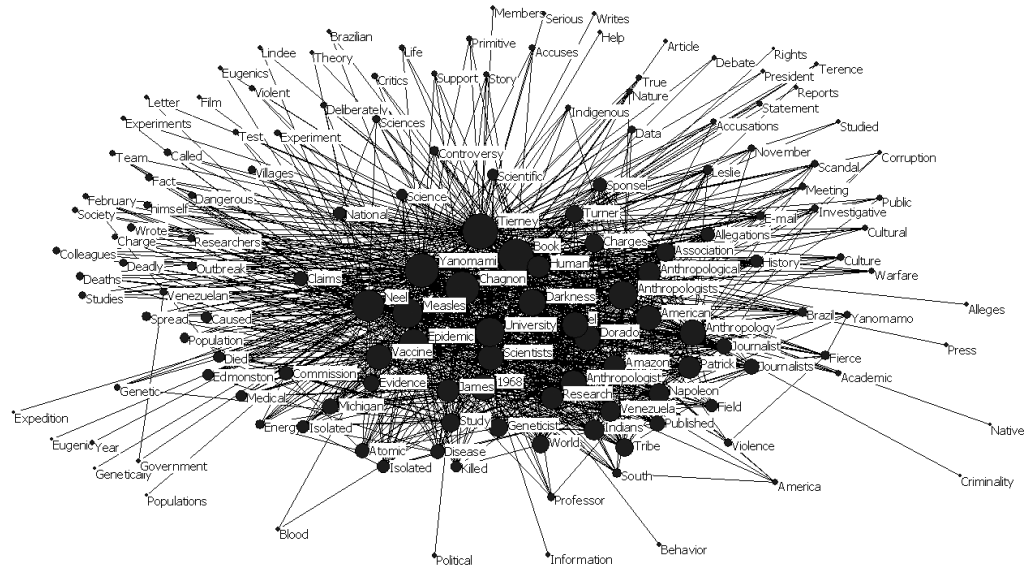 Members
Serious
Writes
Help
Brazilian
Primitive
Article
Lindee
Theory
Life
Accuses
Debate
Rights
Eugenics
Critics
Support
Story
True
President
Terence
Violent
Nature
Reports
Letter
Film
Deliberately
Indigenous
Statement
Experiments
Sciences
Data
Accusations
Studied
Test
Experiment
Team
Called
Controversy
November
Corruption
Fact
Villages
Scientific
Sponsel
Leslie
Scandal
February
himself
Dangerous
Science
Meeting
Public
Society
National
Tierney
Turner
E-mail
Investigative
Wrote
Charge
Researchers
Book
Charges
Allegations
Cultural
Colleagues
Deadly
Outbreak
Yanomami
Human
Association
History
Culture
Deaths
Claims
Chagnon
Anthropological
Warfare
Studies
Venezuelan
Neel
Measles
Darkness
Anthropologists
Alleges
Spread
Caused
University
el
American
Brazil
Yanomamo
Population
Epidemic
Dorado
Anthropology
Press
Died
Vaccine
Scientists
Amazon
Patrick
Journalist
Journalists
Fierce
Edmonston
Commission
Evidence
James
1968
Anthropologist
Academic
Genetic
Medical
Michigan
Research
Napoleon
Field
Expedition
Energy
Isolated
Study
Geneticist
Venezuela
Published
Indians
Native
Eugenic
Year
Atomic
Disease
World
Tribe
Violence
Genetically
Government
Isolated
Killed
South
America
Criminality
Populations
Professor
Blood
Political
Information
Behavior